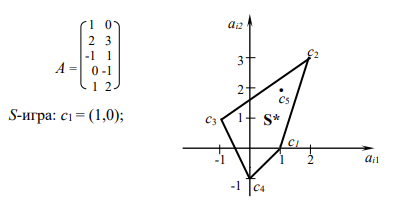 A =
1 0
2 3
-1 1
0 -1
1 2
S-игра: c₁ = (1,0);
aᵢ₂
3
2
1
-1
-1
1
2
aᵢ₁
c₂
c₅
c₃
S*
c₁
c₄